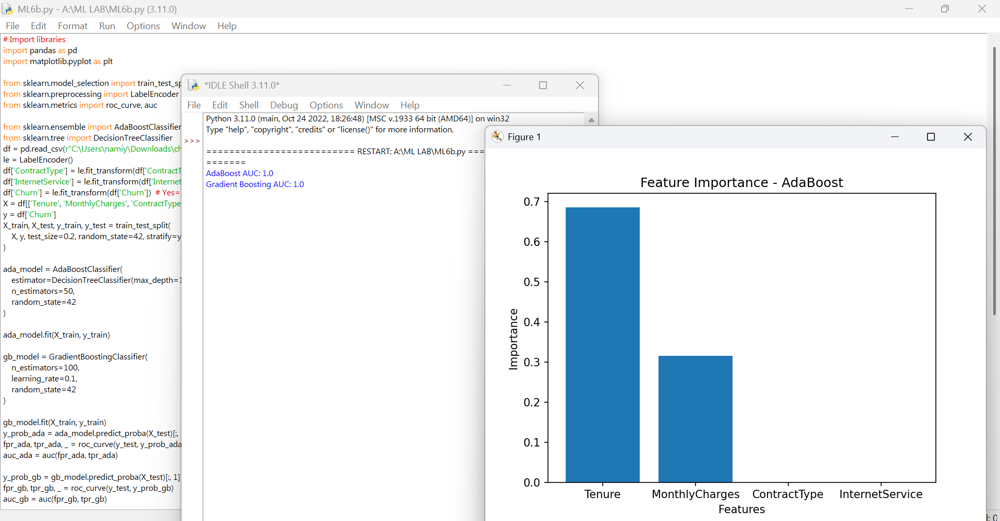 ML6b.py - A:\ML LAB\ML6b.py (3.11.0)
File Edit Format Run Options Window Help
# Import libraries
import pandas as pd
import matplotlib.pyplot as plt
from sklearn.model_selection import train_test_sp
from sklearn.preprocessing import LabelEncoder
from sklearn.metrics import roc_curve, auc
from sklearn.ensemble import AdaBoostClassifier
from sklearn.tree import DecisionTreeClassifier
df = pd.read_csv(r"C:\Users\namiy\Downloads\ch
le = LabelEncoder()
df['ContractType'] = le.fit_transform(df['ContractT
df['InternetService'] = le.fit_transform(df['Internet
df['Churn'] = le.fit_transform(df['Churn']) # Yes=
X = df[['Tenure', 'MonthlyCharges', 'ContractType
y = df['Churn']
X_train, X_test, y_train, y_test = train_test_split(
X, y, test_size=0.2, random_state=42, stratify=y
)
ada_model = AdaBoostClassifier(
estimator=DecisionTreeClassifier(max_depth=1
n_estimators=50,
random_state=42
)
ada_model.fit(X_train, y_train)
gb_model = GradientBoostingClassifier(
n_estimators=100,
learning_rate=0.1,
random_state=42
)
gb_model.fit(X_train, y_train)
y_prob_ada = ada_model.predict_proba(X_test)[:,
fpr_ada, tpr_ada, _ = roc_curve(y_test, y_prob_ada
auc_ada = auc(fpr_ada, tpr_ada)
y_prob_gb = gb_model.predict_proba(X_test)[:, 1]
fpr_gb, tpr_gb, _ = roc_curve(y_test, y_prob_gb)
auc_gb = auc(fpr_gb, tpr_gb)
*IDLE Shell 3.11.0*
File Edit Shell Debug Options Window Help
Python 3.11.0 (main, Oct 24 2022, 18:26:48) [MSC v.1933 64 bit (AMD64)] on win32
Type "help", "copyright", "credits" or "license()" for more information.
>>>
========================== RESTART: A:\ML LAB\ML6b.py ===
=======
AdaBoost AUC: 1.0
Gradient Boosting AUC: 1.0
Figure 1
Feature Importance - AdaBoost
0.7
0.6
0.5
0.4
0.3
0.2
0.1
0.0
Importance
Tenure MonthlyCharges ContractType InternetService
Features